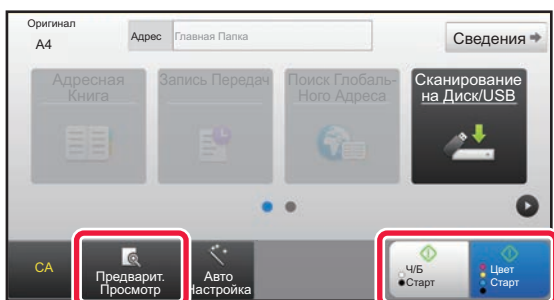 Оригинал
A4
Адрес
Главная Папка
Сведения
Адресная
Книга
Запись Передач
Поиск Глобаль-
Ного Адреса
Сканирование
на Диск/USB
CA
Предварит.
Просмотр
Авто
Настройка
Ч/Б
Старт
Цвет
Старт